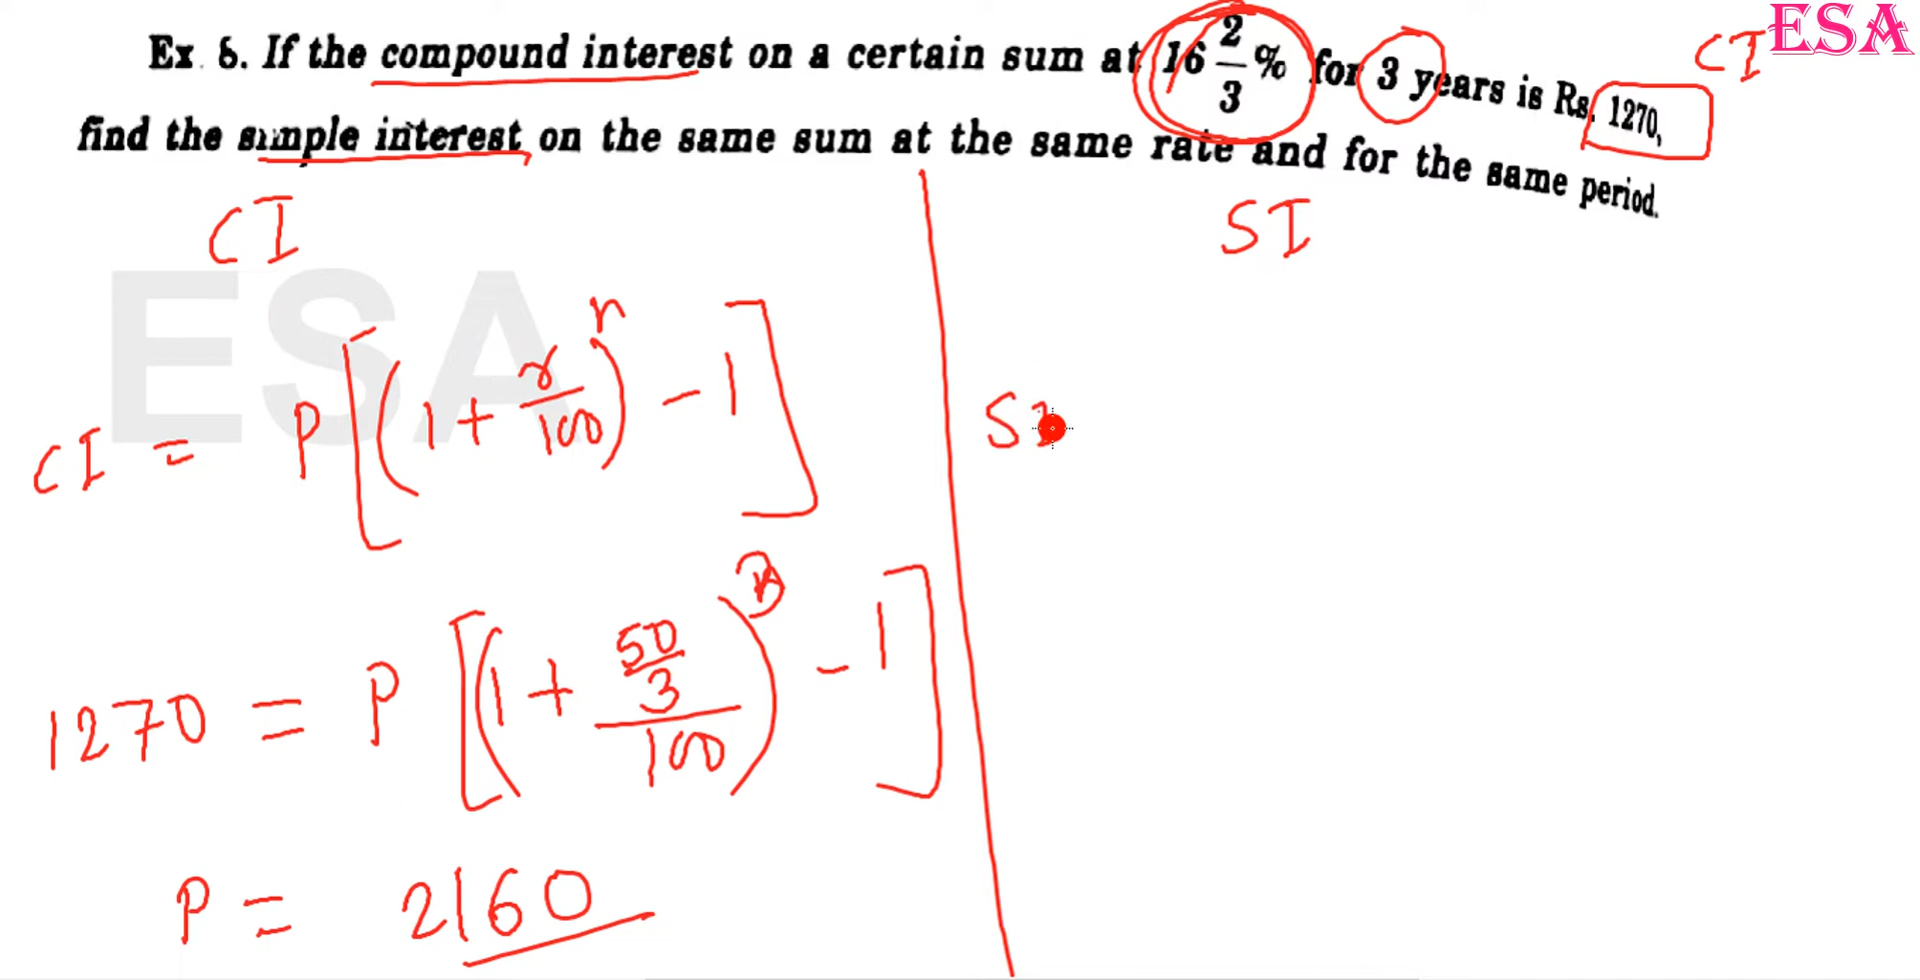 ESA
CI
Ex. 6. If the compound interest on a certain sum at 16 2/3 % for 3 years is Rs. 1270,
find the simple interest on the same sum at the same rate and for the same period.
CI
SI
ESA
CI = P[(1 + r/100)^n - 1]
SI
1270 = P[(1 + 50/3/100)^3 - 1]
P = 2160